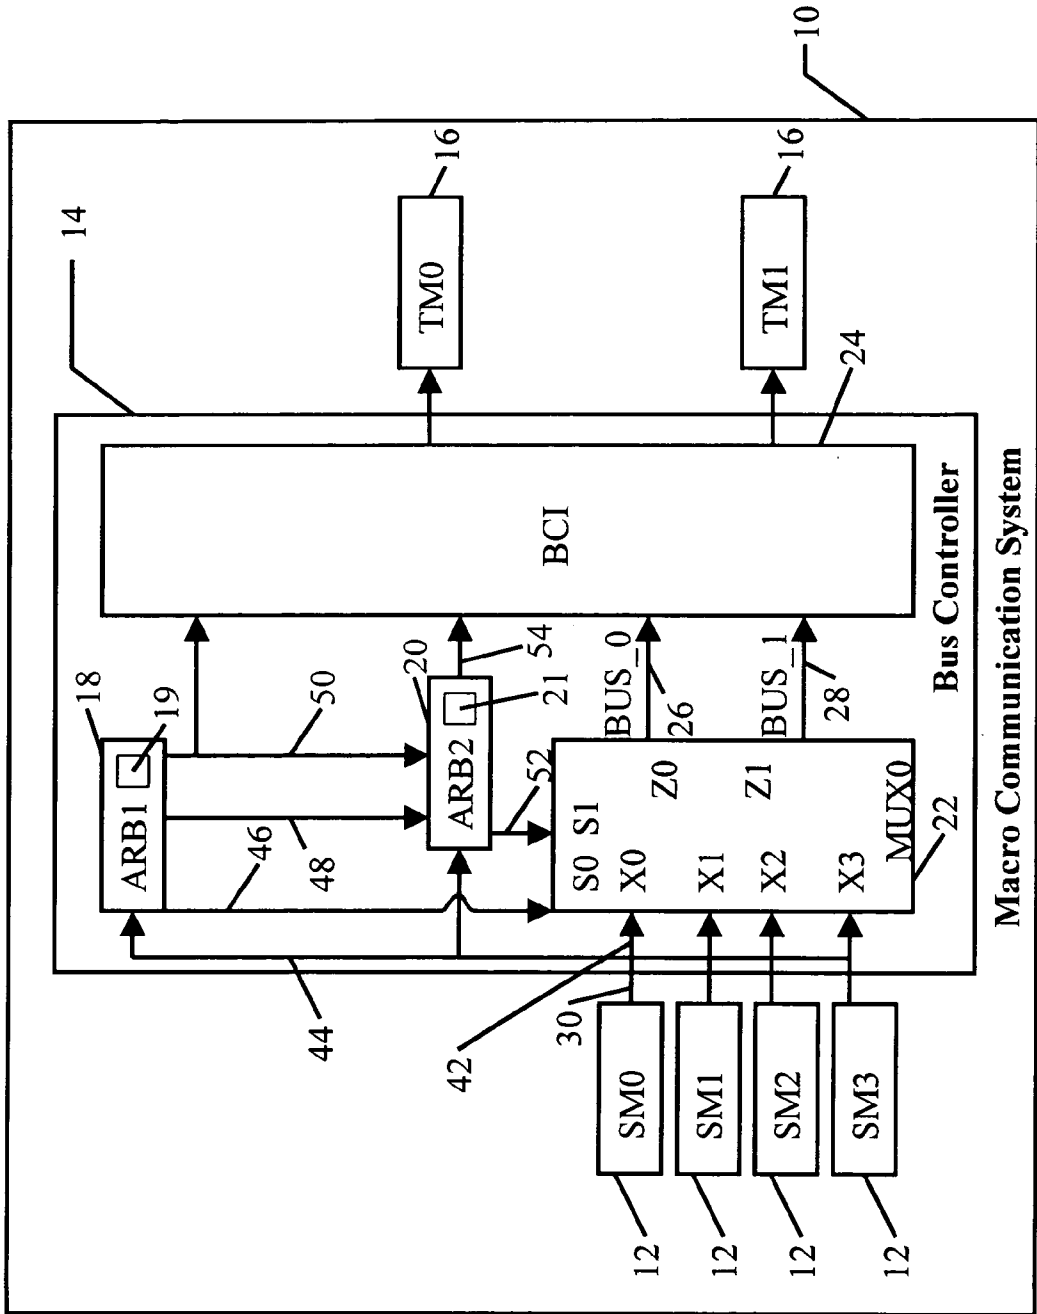 10
14
18
19
ARB1
50
46
48
44
20
ARB2
21
54
52
BCI
TM0
16
TM1
16
24
BUS_0
26
BUS_1
28
S0 S1
X0
Z0
X1
X2
Z1
X3
MUX0
22
42
30
SM0
SM1
SM2
SM3
12
12
12
12
Bus Controller
Macro Communication System